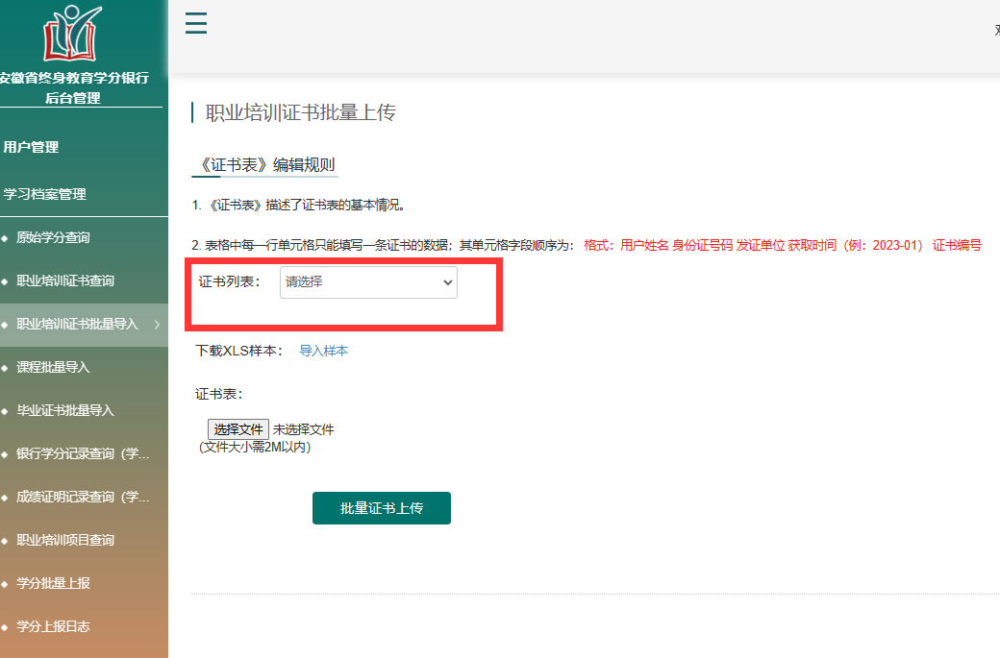 安徽省终身教育学分银行
后台管理
用户管理
学习档案管理
原始学分查询
职业培训证书查询
职业培训证书批量导入
课程批量导入
毕业证书批量导入
银行学分记录查询（学...
成绩证明记录查询（学...
职业培训项目查询
学分批量上报
学分上报日志
职业培训证书批量上传
《证书表》编辑规则
1. 《证书表》描述了证书表的基本情况。
2. 表格中每一行单元格只能填写一条证书的数据；其单元格字段顺序为： 格式：用户姓名 身份证号码 发证单位 获取时间（例：2023-01） 证书编号
证书列表： 请选择
下载XLS样本： 导入样本
证书表：
选择文件 未选择文件
(文件大小需2M以内)
批量证书上传